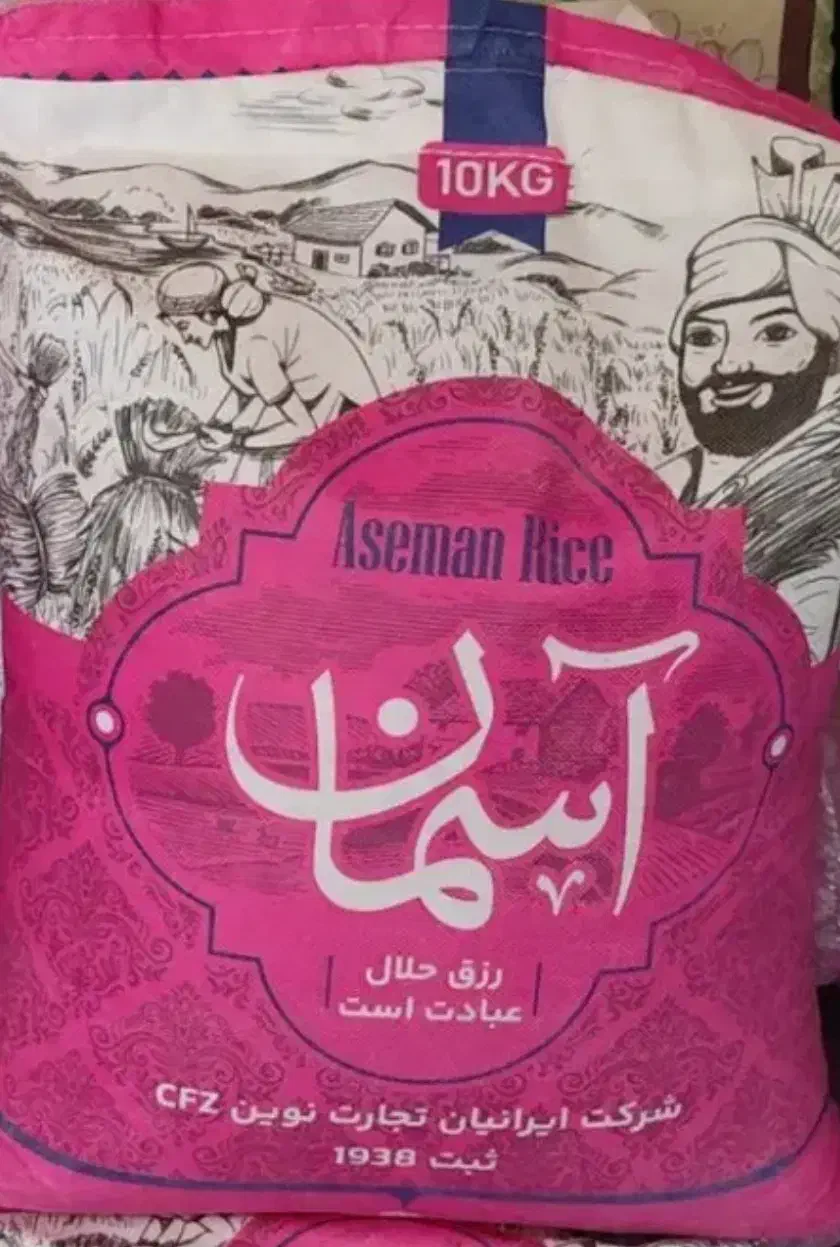 10KG
Aseman Rice
آسمان
رزق حلال
عبادت است
شرکت ایرانیان تجارت نوین CFZ
ثبت 1938